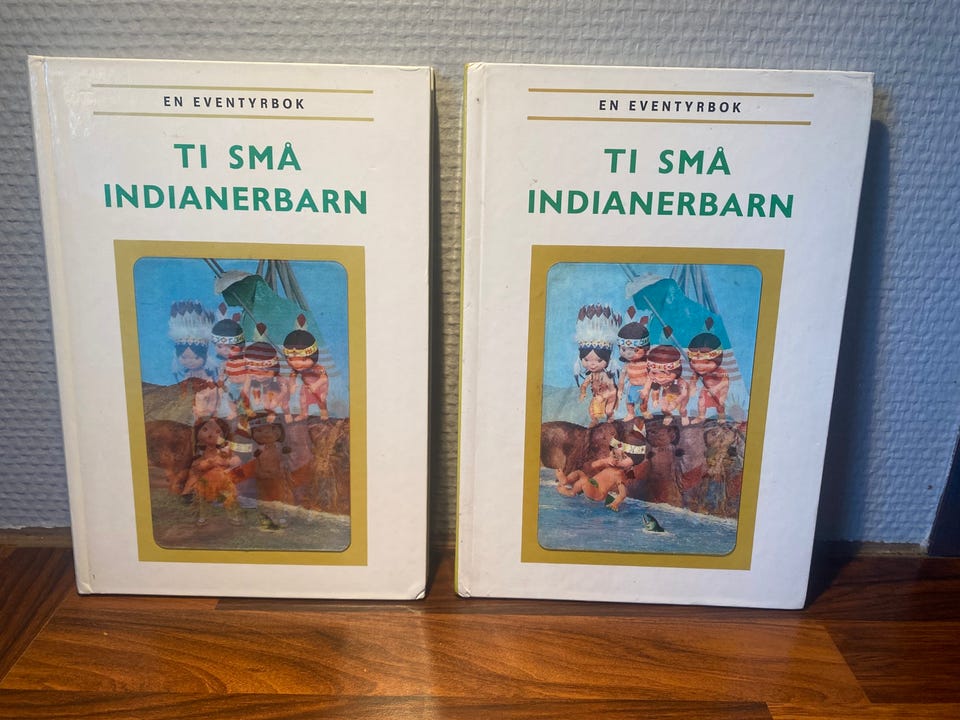 EN EVENTYRBOK
TI SMÅ
INDIANERBARN
EN EVENTYRBOK
TI SMÅ
INDIANERBARN